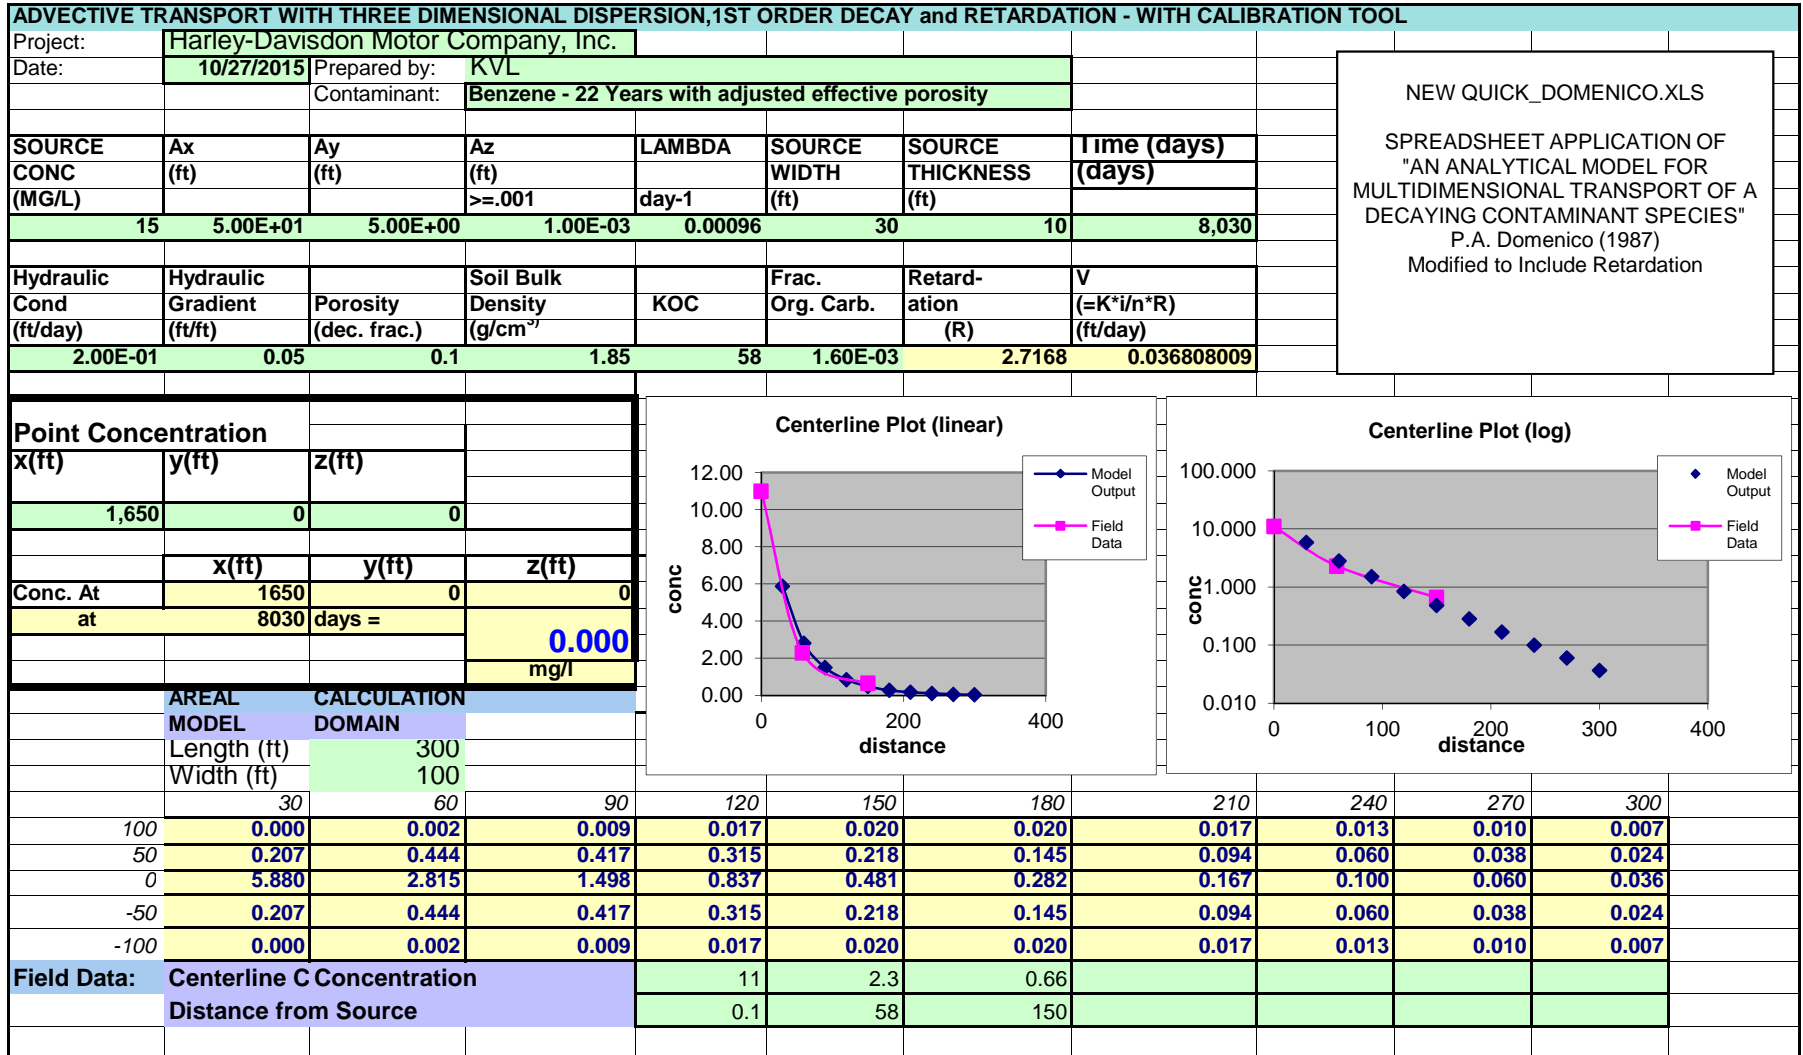 ADVECTIVE TRANSPORT WITH THREE DIMENSIONAL DISPERSION,1ST ORDER DECAY and RETARDATION - WITH CALIBRATION TOOL
Project: Harley-Davisdon Motor Company, Inc.
Date: 10/27/2015 Prepared by: KVL
Contaminant: Benzene - 22 Years with adjusted effective porosity
NEW QUICK_DOMENICO.XLS
SPREADSHEET APPLICATION OF
"AN ANALYTICAL MODEL FOR
MULTIDIMENSIONAL TRANSPORT OF A
DECAYING CONTAMINANT SPECIES"
P.A. Domenico (1987)
Modified to Include Retardation
SOURCE Ax Ay Az LAMBDA SOURCE SOURCE Time (days)
CONC (ft) (ft) (ft) WIDTH THICKNESS (days)
(MG/L) >=.001 day-1 (ft) (ft)
15 5.00E+01 5.00E+00 1.00E-03 0.00096 30 10 8,030
Hydraulic Hydraulic Soil Bulk Frac. Retard- V
Cond Gradient Porosity Density KOC Org. Carb. ation (=K*i/n*R)
(ft/day) (ft/ft) (dec. frac.) (g/cm3) (R) (ft/day)
2.00E-01 0.05 0.1 1.85 58 1.60E-03 2.7168 0.036808009
Point Concentration
x(ft) y(ft) z(ft)
1,650 0 0
x(ft) y(ft) z(ft)
Conc. At 1650 0 0
at 8030 days =
0.000
mg/l
Centerline Plot (linear)
12.00
10.00
8.00
6.00
4.00
2.00
0.00
conc
0 200 400
distance
Model
Output
Field
Data
Centerline Plot (log)
100.000
10.000
1.000
0.100
0.010
conc
0 100 200 300 400
distance
Model
Output
Field
Data
AREAL CALCULATION
MODEL DOMAIN
Length (ft) 300
Width (ft) 100
30 60 90 120 150 180 210 240 270 300
100 0.000 0.002 0.009 0.017 0.020 0.020 0.017 0.013 0.010 0.007
50 0.207 0.444 0.417 0.315 0.218 0.145 0.094 0.060 0.038 0.024
0 5.880 2.815 1.498 0.837 0.481 0.282 0.167 0.100 0.060 0.036
-50 0.207 0.444 0.417 0.315 0.218 0.145 0.094 0.060 0.038 0.024
-100 0.000 0.002 0.009 0.017 0.020 0.020 0.017 0.013 0.010 0.007
Field Data: Centerline C Concentration 11 2.3 0.66
Distance from Source 0.1 58 150